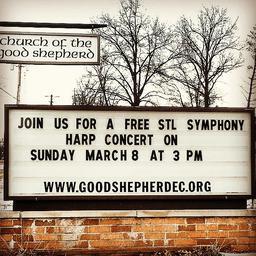 church of the
good shepherd
JOIN US FOR A FREE STL SYMPHONY
HARP CONCERT ON
SUNDAY MARCH 8 AT 3 PM
WWW.GOODSHEPHERDEC.ORG